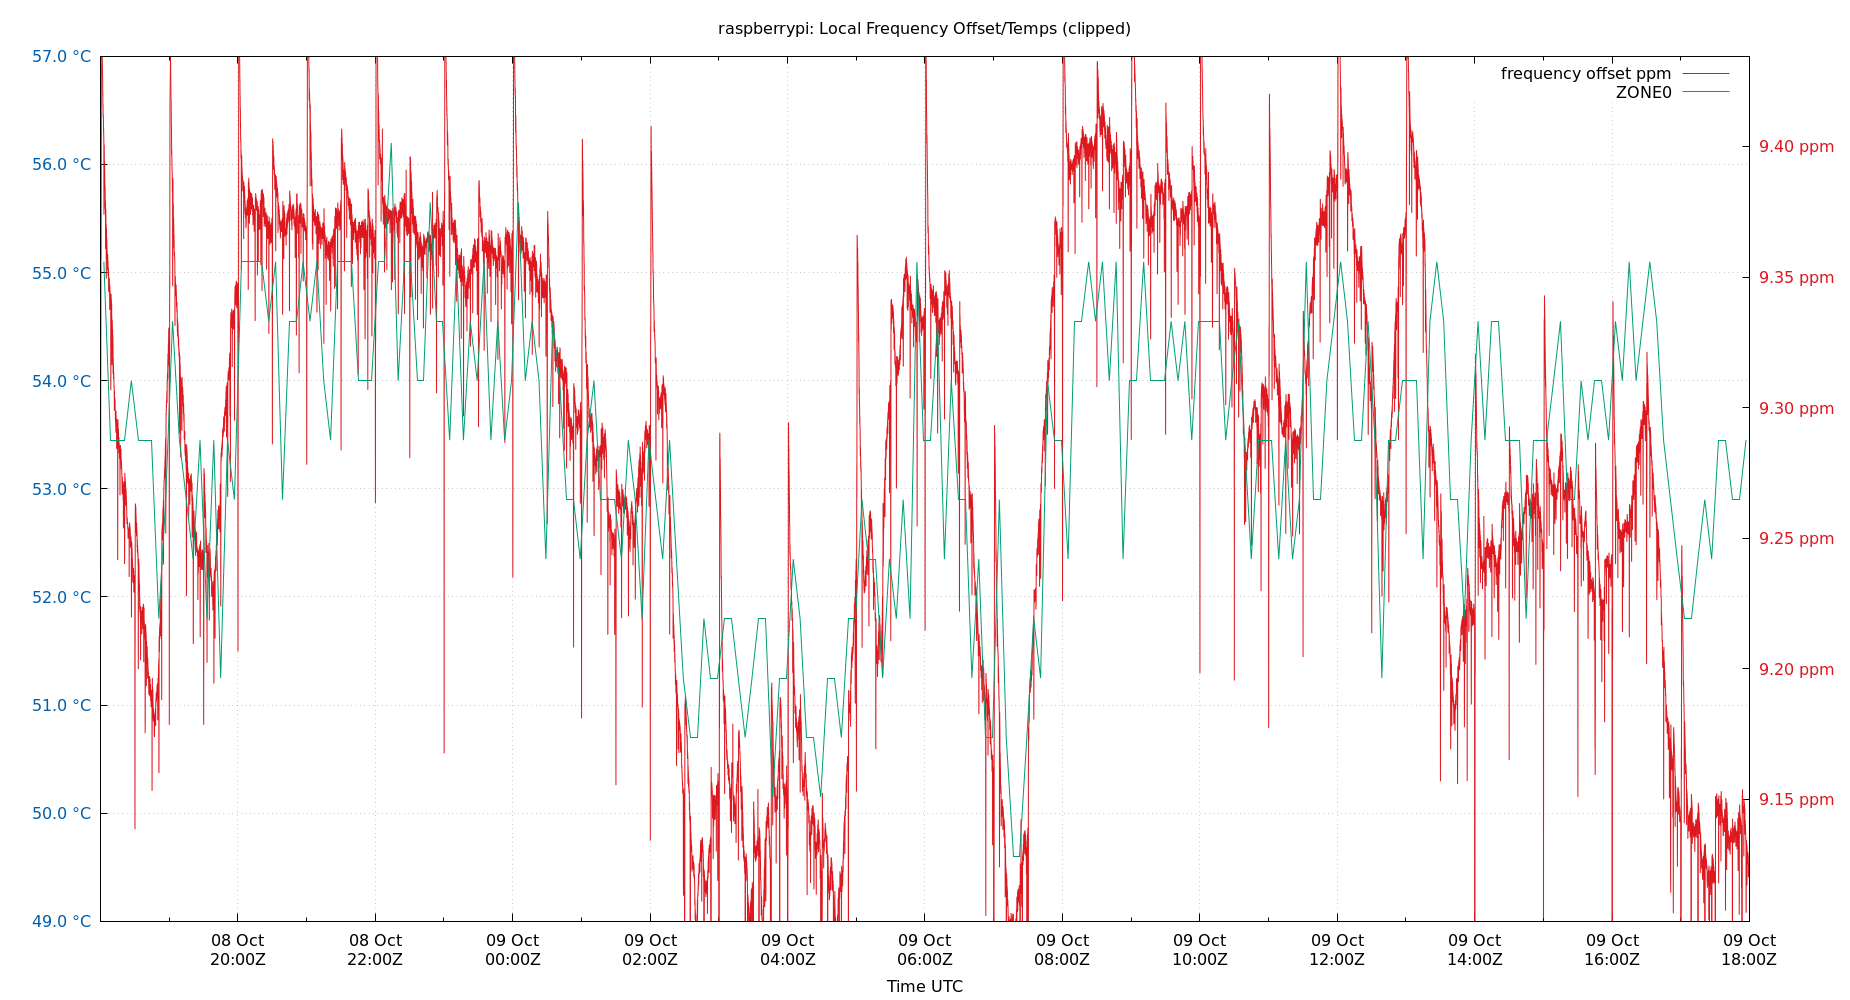 raspberrypi: Local Frequency Offset/Temps (clipped)
57.0 °C
56.0 °C
55.0 °C
54.0 °C
53.0 °C
52.0 °C
51.0 °C
50.0 °C
49.0 °C
frequency offset ppm
ZONE0
9.40 ppm
9.35 ppm
9.30 ppm
9.25 ppm
9.20 ppm
9.15 ppm
08 Oct 08 Oct 09 Oct 09 Oct 09 Oct 09 Oct 09 Oct 09 Oct 09 Oct 09 Oct 09 Oct 09 Oct
20:00Z 22:00Z 00:00Z 02:00Z 04:00Z 06:00Z 08:00Z 10:00Z 12:00Z 14:00Z 16:00Z 18:00Z
Time UTC